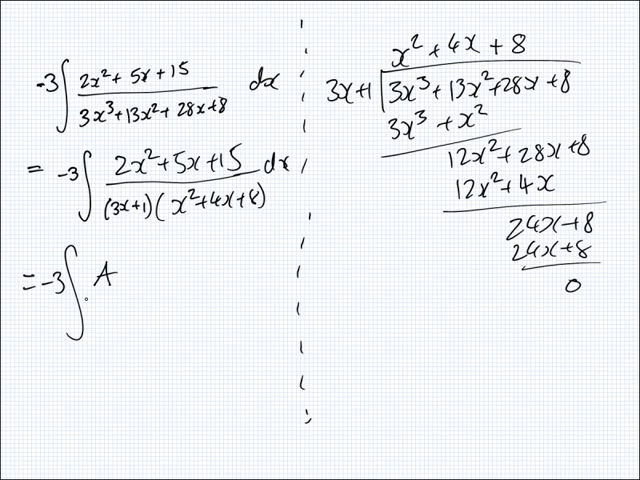 -3∫ 2x² + 5x + 15 / 3x³+13x²+28x+8 dx
= -3∫ 2x²+5x+15 / (3x+1)(x²+4x+8) dx
= -3∫ A
x² + 4x + 8
3x+1 3x³+13x²+28x+8
3x³ + x²
12x²+28x+8
12x²+4x
24x+8
24x+8
0